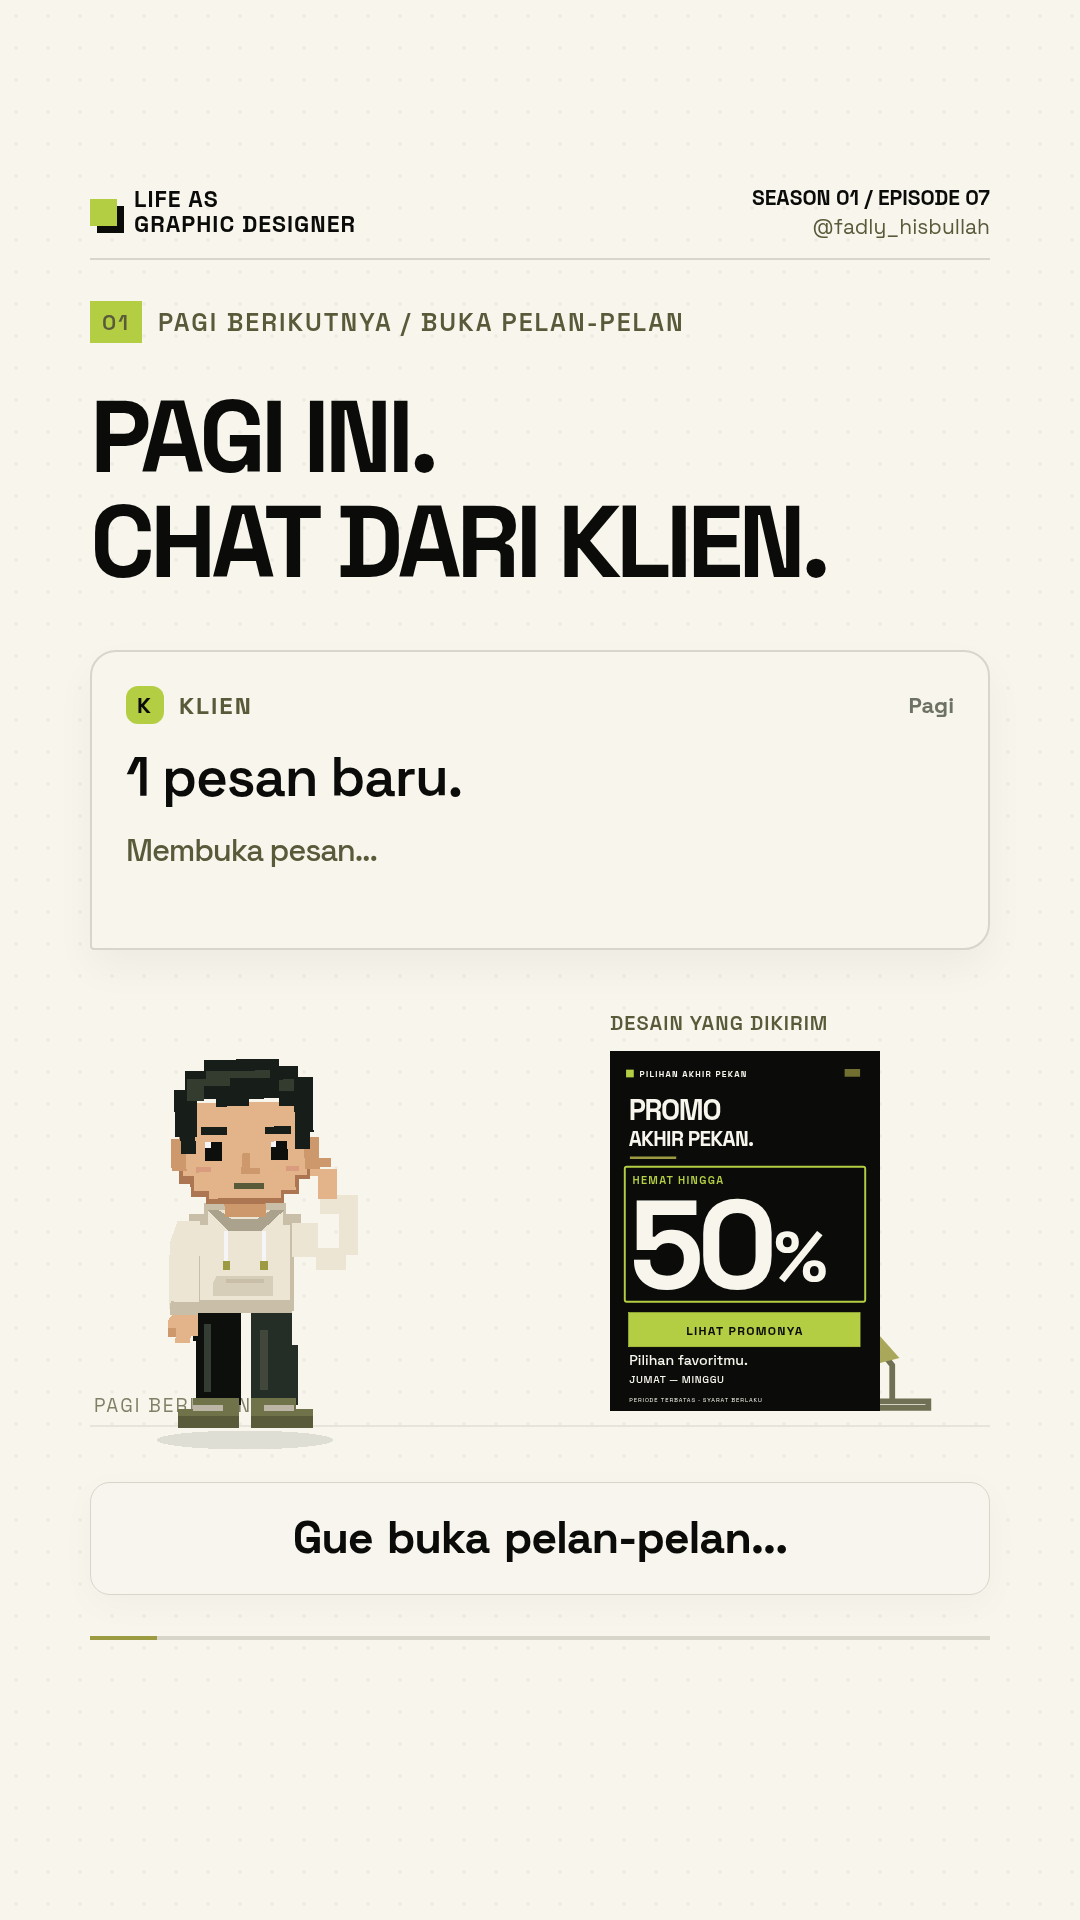 LIFE AS
GRAPHIC DESIGNER
SEASON 01 / EPISODE 07
@fadly_hisbullah
01 PAGI BERIKUTNYA / BUKA PELAN-PELAN
PAGI INI.
CHAT DARI KLIEN.
K KLIEN
Pagi
1 pesan baru.
Membuka pesan...
DESAIN YANG DIKIRIM
PILIHAN AKHIR PEKAN
PROMO
AKHIR PEKAN.
HEMAT HINGGA
50%
LIHAT PROMONYA
Pilihan favoritmu.
JUMAT — MINGGU
PERIODE TERBATAS · SYARAT BERLAKU
PAGI
Gue buka pelan-pelan...